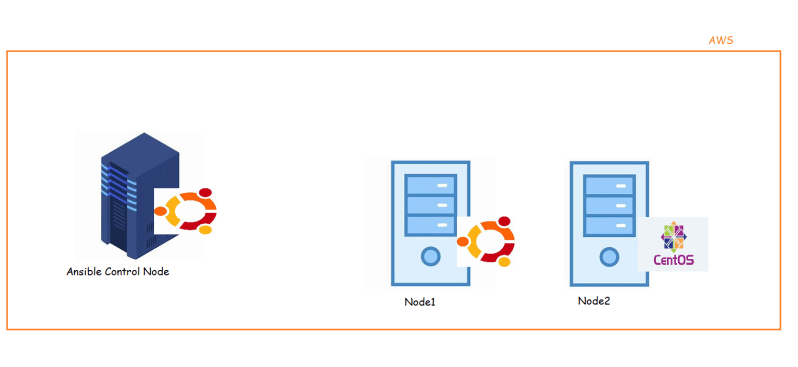 AWS
Ansible Control Node
CentOS
Node1
Node2